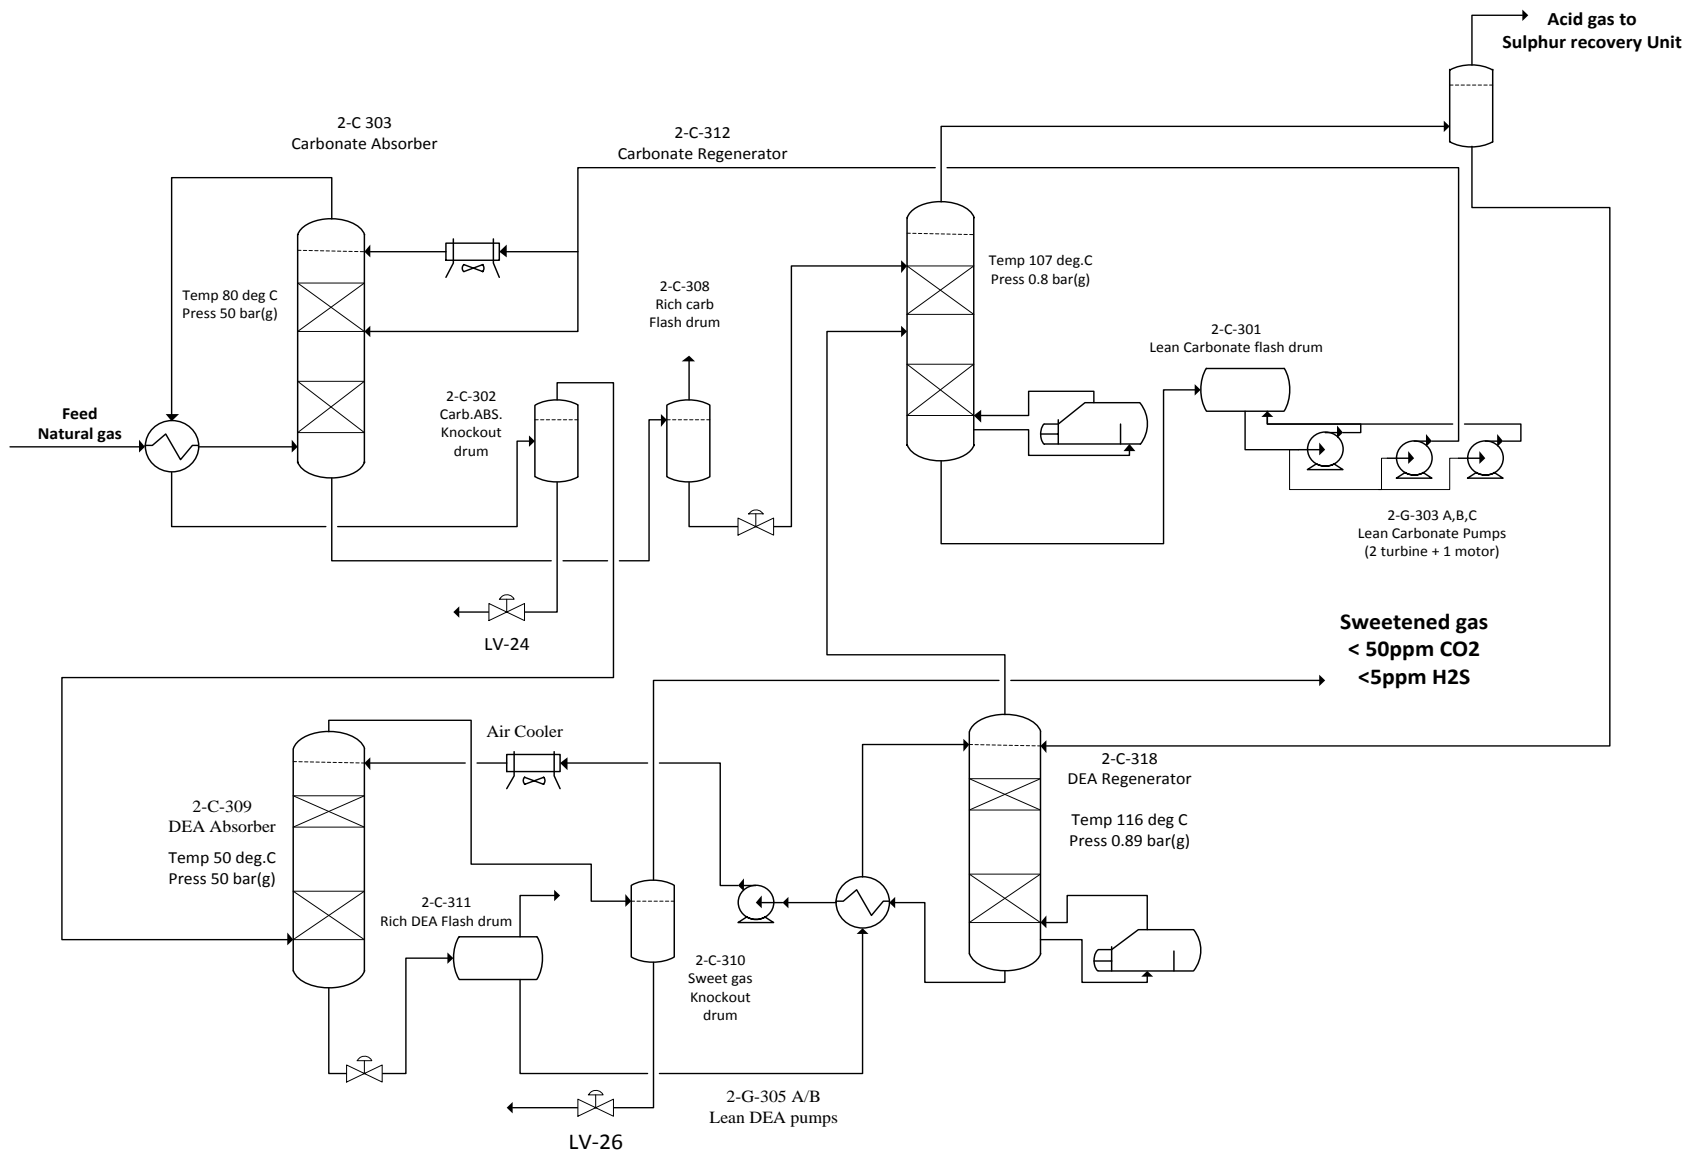 Acid gas to
Sulphur recovery Unit
2-C 303
Carbonate Absorber
2-C-312
Carbonate Regenerator
Temp 80 deg C
Press 50 bar(g)
Temp 107 deg.C
Press 0.8 bar(g)
2-C-308
Rich carb
Flash drum
2-C-301
Lean Carbonate flash drum
2-C-302
Carb.ABS.
Knockout
drum
Feed
Natural gas
2-G-303 A,B,C
Lean Carbonate Pumps
(2 turbine + 1 motor)
LV-24
Sweetened gas
< 50ppm CO2
<5ppm H2S
Air Cooler
2-C-318
DEA Regenerator
Temp 116 deg C
Press 0.89 bar(g)
2-C-309
DEA Absorber
Temp 50 deg.C
Press 50 bar(g)
2-C-311
Rich DEA Flash drum
2-C-310
Sweet gas
Knockout
drum
2-G-305 A/B
Lean DEA pumps
LV-26